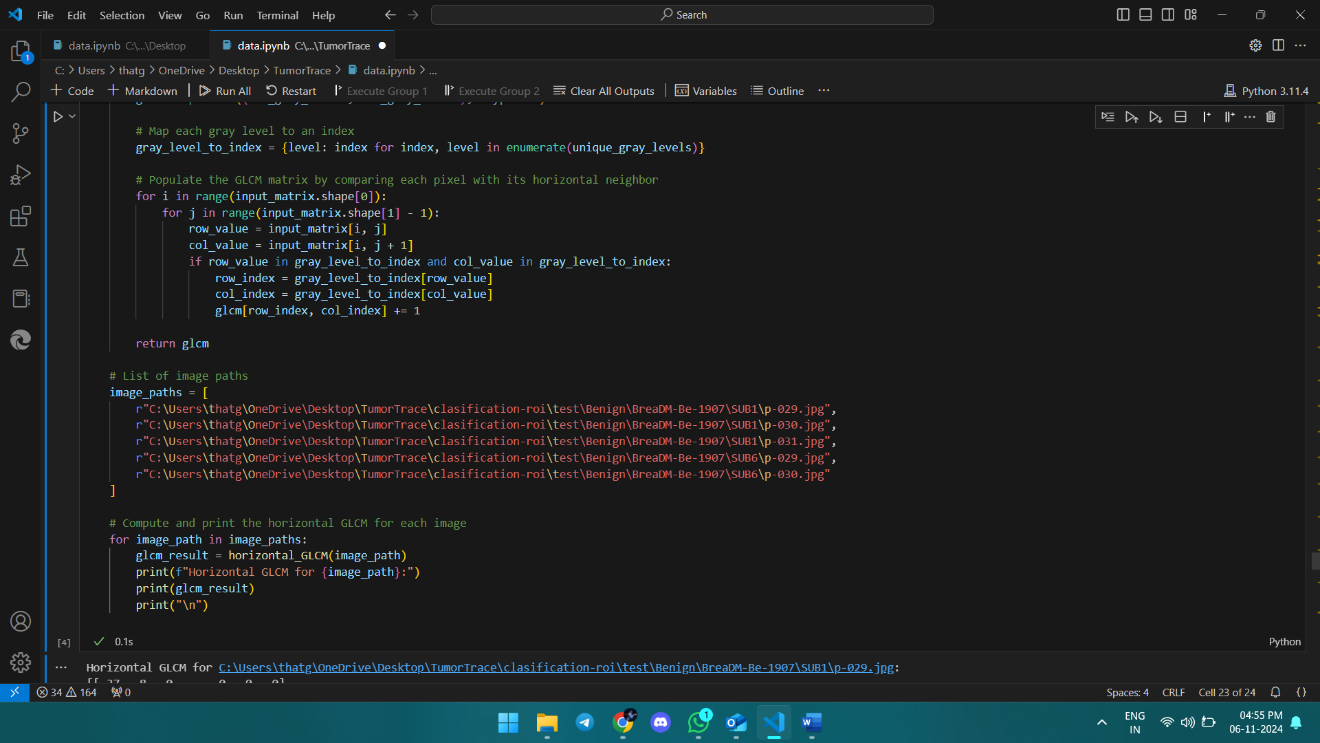 File Edit Selection View Go Run Terminal Help Search
data.ipynb C:\...\Desktop data.ipynb C:\...\TumorTrace
C: > Users > thatg > OneDrive > Desktop > TumorTrace > data.ipynb > ...
+ Code + Markdown Run All Restart Execute Group 1 Execute Group 2 Clear All Outputs Variables Outline ... Python 3.11.4
# Map each gray level to an index
gray_level_to_index = {level: index for index, level in enumerate(unique_gray_levels)}
# Populate the GLCM matrix by comparing each pixel with its horizontal neighbor
for i in range(input_matrix.shape[0]):
for j in range(input_matrix.shape[1] - 1):
row_value = input_matrix[i, j]
col_value = input_matrix[i, j + 1]
if row_value in gray_level_to_index and col_value in gray_level_to_index:
row_index = gray_level_to_index[row_value]
col_index = gray_level_to_index[col_value]
glcm[row_index, col_index] += 1
return glcm
# List of image paths
image_paths = [
r"C:\Users\thatg\OneDrive\Desktop\TumorTrace\clasification-roi\test\Benign\BreaDM-Be-1907\SUB1\p-029.jpg",
r"C:\Users\thatg\OneDrive\Desktop\TumorTrace\clasification-roi\test\Benign\BreaDM-Be-1907\SUB1\p-030.jpg",
r"C:\Users\thatg\OneDrive\Desktop\TumorTrace\clasification-roi\test\Benign\BreaDM-Be-1907\SUB1\p-031.jpg",
r"C:\Users\thatg\OneDrive\Desktop\TumorTrace\clasification-roi\test\Benign\BreaDM-Be-1907\SUB6\p-029.jpg",
r"C:\Users\thatg\OneDrive\Desktop\TumorTrace\clasification-roi\test\Benign\BreaDM-Be-1907\SUB6\p-030.jpg"
]
# Compute and print the horizontal GLCM for each image
for image_path in image_paths:
glcm_result = horizontal_GLCM(image_path)
print(f"Horizontal GLCM for {image_path}:")
print(glcm_result)
print("\n")
[4] 0.1s Python
... Horizontal GLCM for C:\Users\thatg\OneDrive\Desktop\TumorTrace\clasification-roi\test\Benign\BreaDM-Be-1907\SUB1\p-029.jpg:
34 164 0 Spaces: 4 CRLF Cell 23 of 24
1
1
ENG
IN
04:55 PM
06-11-2024